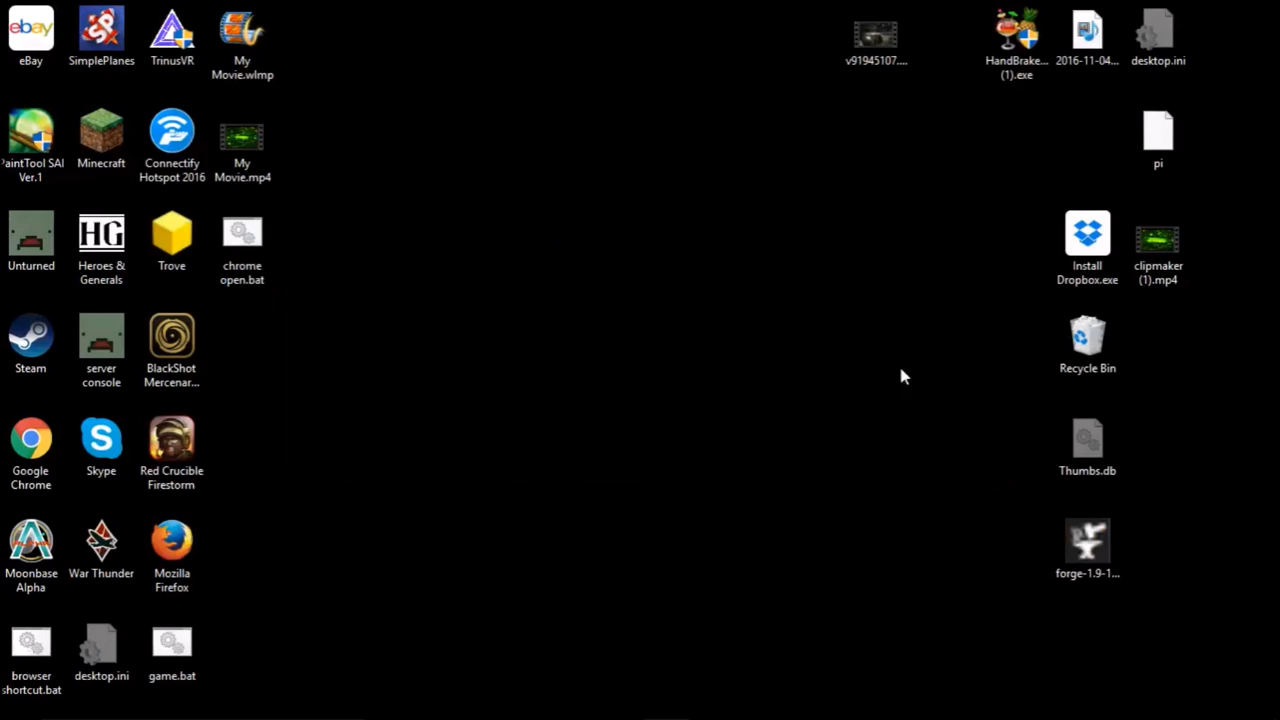 eBay
SimplePlanes
TrinusVR
My
Movie.wlmp
v91945107....
HandBrake...
(1).exe
2016-11-04...
desktop.ini
PaintTool SAI
Ver.1
Minecraft
Connectify
Hotspot 2016
My
Movie.mp4
pi
Unturned
Heroes &
Generals
Trove
chrome
open.bat
Install
Dropbox.exe
clipmaker
(1).mp4
Steam
server
console
BlackShot
Mercenar...
Recycle Bin
Google
Chrome
Skype
Red Crucible
Firestorm
Thumbs.db
Moonbase
Alpha
War Thunder
Mozilla
Firefox
forge-1.9-1...
browser
shortcut.bat
desktop.ini
game.bat
ebay
SP
HG
S